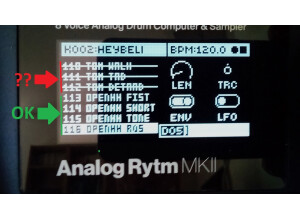 8 Voice Analog Drum Computer & Sampler
K002:HEYBELI BPM:120.0
110 TOM WALK
??
111 TOM TAD
112 TOM DETARD
113 OPENHH FIST
LEN TRC
OK
114 OPENHH SHORT
115 OPENHH TONE
ENV LFO
116 OPENHH ROS
DOS]
Analog Rytm MKII